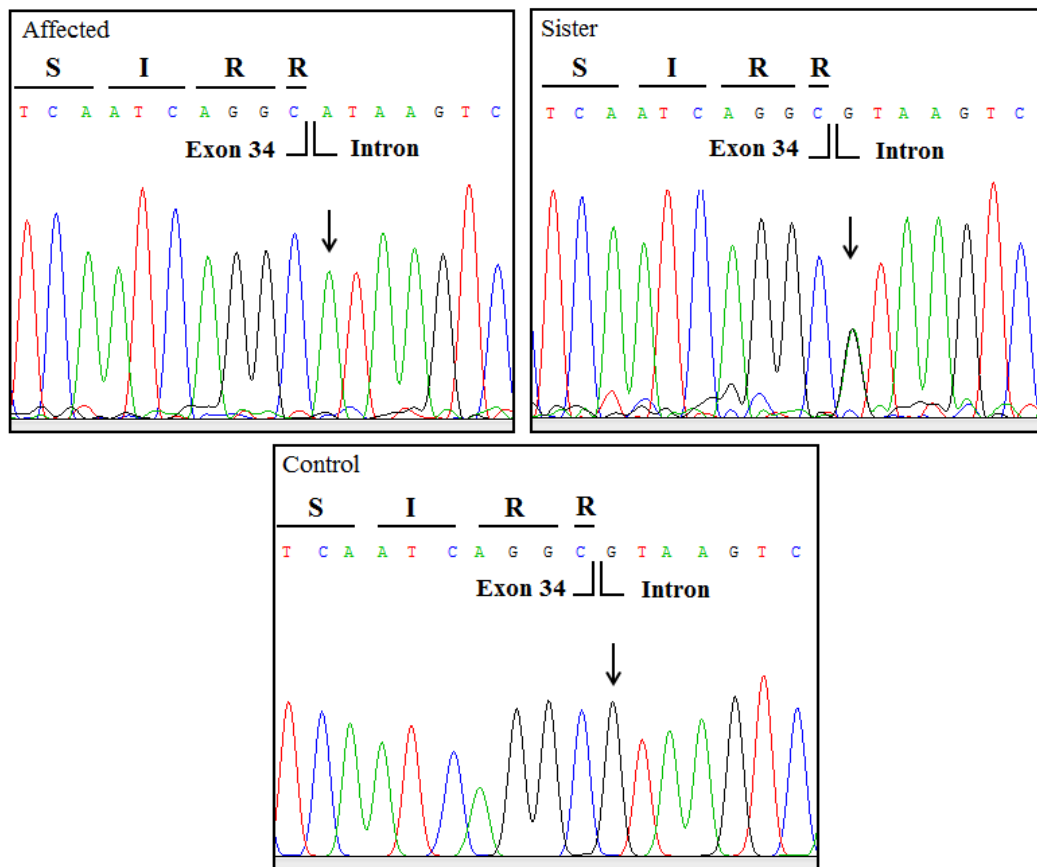 Affected
S I R R
T C A A T C A G G C A T A A G T C
Exon 34 Intron
Sister
S I R R
T C A A T C A G G C G T A A G T C
Exon 34 Intron
Control
S I R R
T C A A T C A G G C G T A A G T C
Exon 34 Intron